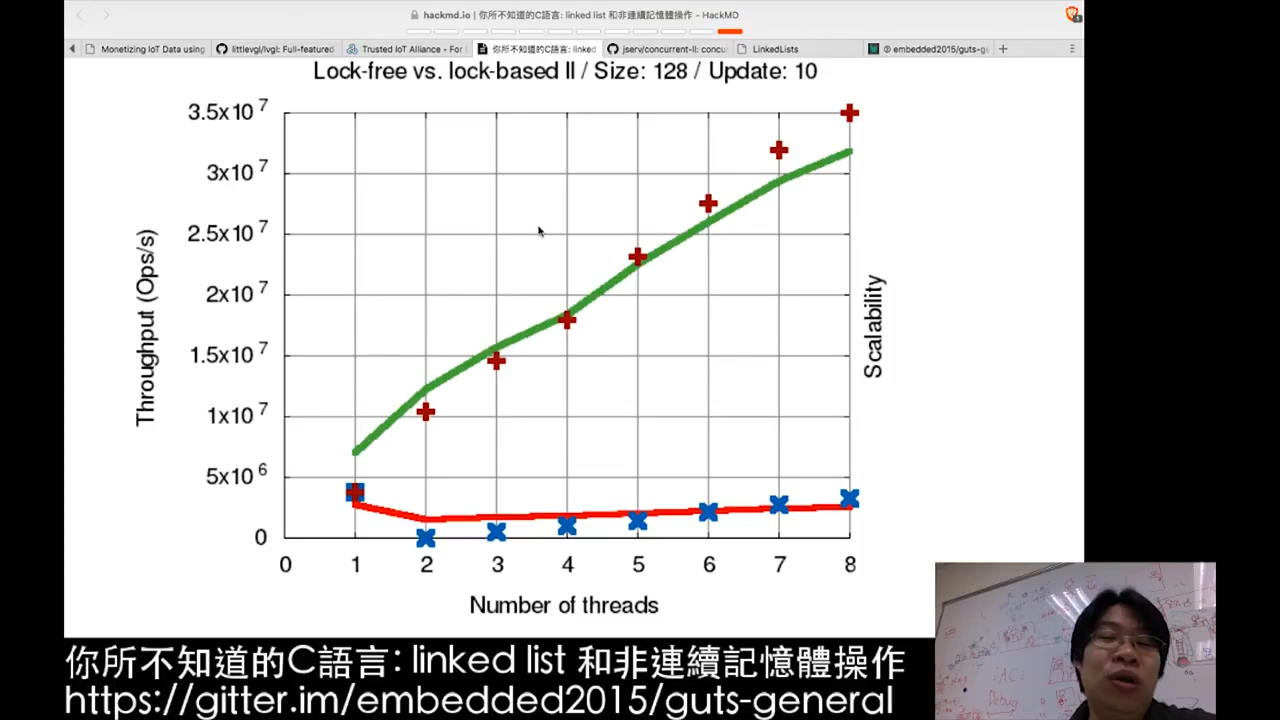 hackmd.io | 你所不知道的C語言: linked list 和非連續記憶體操作 - HackMD
Monetizing IoT Data using
littlevgl/lvgl: Full-featured
Trusted IoT Alliance - For
你所不知道的C語言: linked
jserv/concurrent-ll: concu
LinkedLists
embedded2015/guts-ge
Lock-free vs. lock-based II / Size: 128 / Update: 10
3.5x10 7
3x10 7
2.5x10 7
2x10 7
1.5x10 7
1x10 7
5x10 6
0
Throughput (Ops/s)
Scalability
0 1 2 3 4 5 6 7 8
Number of threads
Debug
你所不知道的C語言: linked list 和非連續記憶體操作
https://gitter.im/embedded2015/guts-general